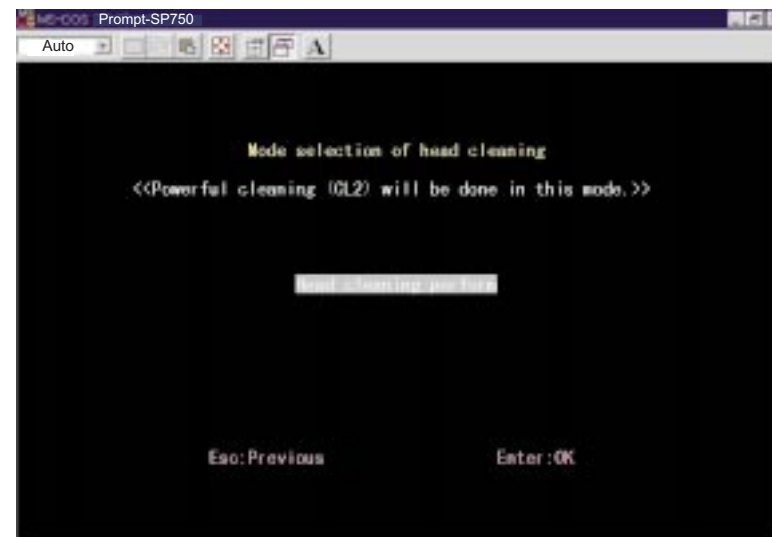 MS-DOS Prompt-SP750
Auto
A
Mode selection of head cleaning
<<Powerful cleaning (CL2) will be done in this mode.>>
Head cleaning perform
Esc:Previous Enter:OK